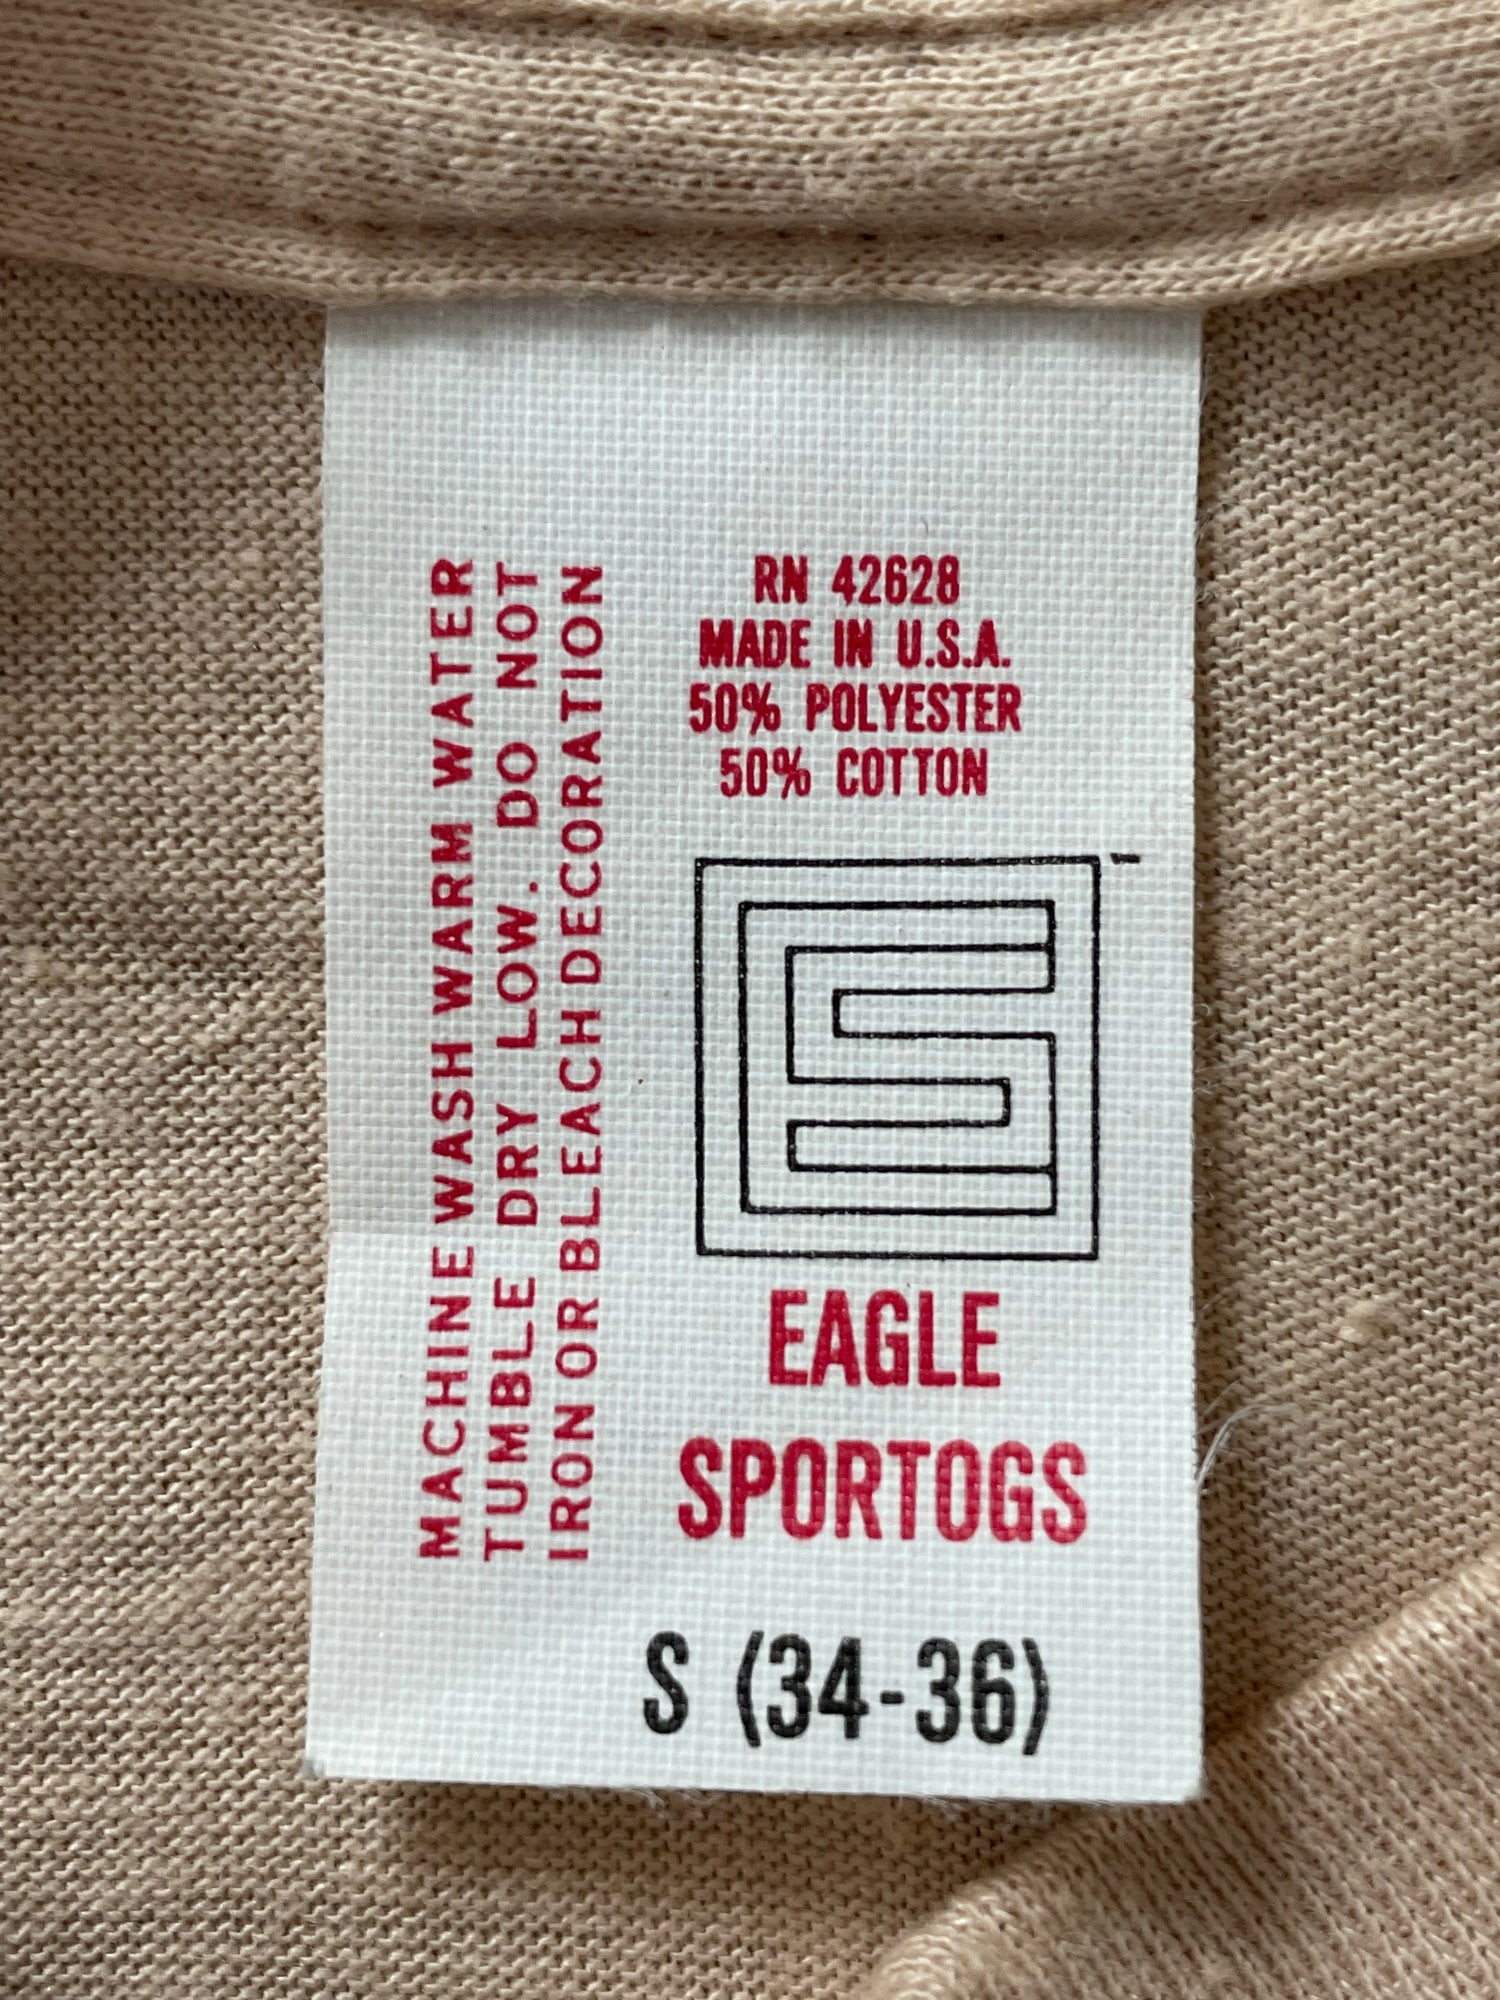 MACHINE WASH WARM WATER
TUMBLE DRY LOW. DO NOT
IRON OR BLEACH DECORATION
RN 42628
MADE IN U.S.A.
50% POLYESTER
50% COTTON
EAGLE
SPORTOGS
S (34-36)